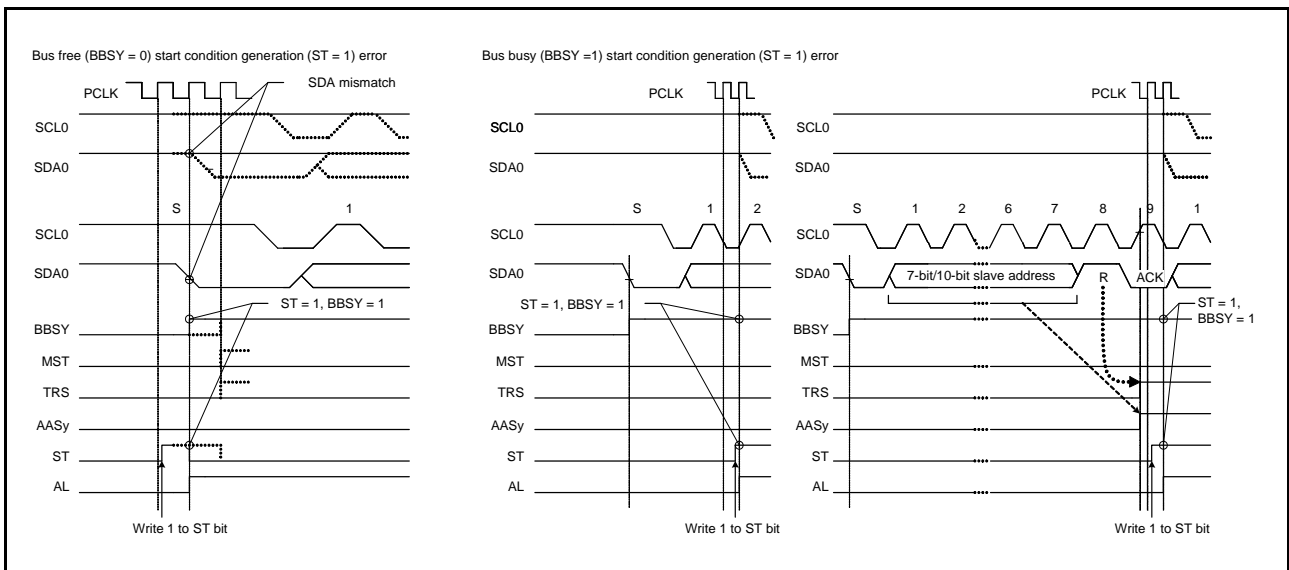 Bus free (BBSY = 0) start condition generation (ST = 1) error
PCLK
SDA mismatch
SCL0
SDA0
S 1
SCL0
SDA0
ST = 1, BBSY = 1
BBSY
MST
TRS
AASy
ST
AL
Write 1 to ST bit
Bus busy (BBSY =1) start condition generation (ST = 1) error
PCLK
SCL0
SDA0
S 1 2
SCL0
SDA0
ST = 1, BBSY = 1
BBSY
MST
TRS
AASy
ST
AL
Write 1 to ST bit
PCLK
SCL0
SDA0
S 1 2 6 7 8 9 1
SCL0
SDA0
7-bit/10-bit slave address R ACK
ST = 1,
BBSY = 1
BBSY
MST
TRS
AASy
ST
AL
Write 1 to ST bit